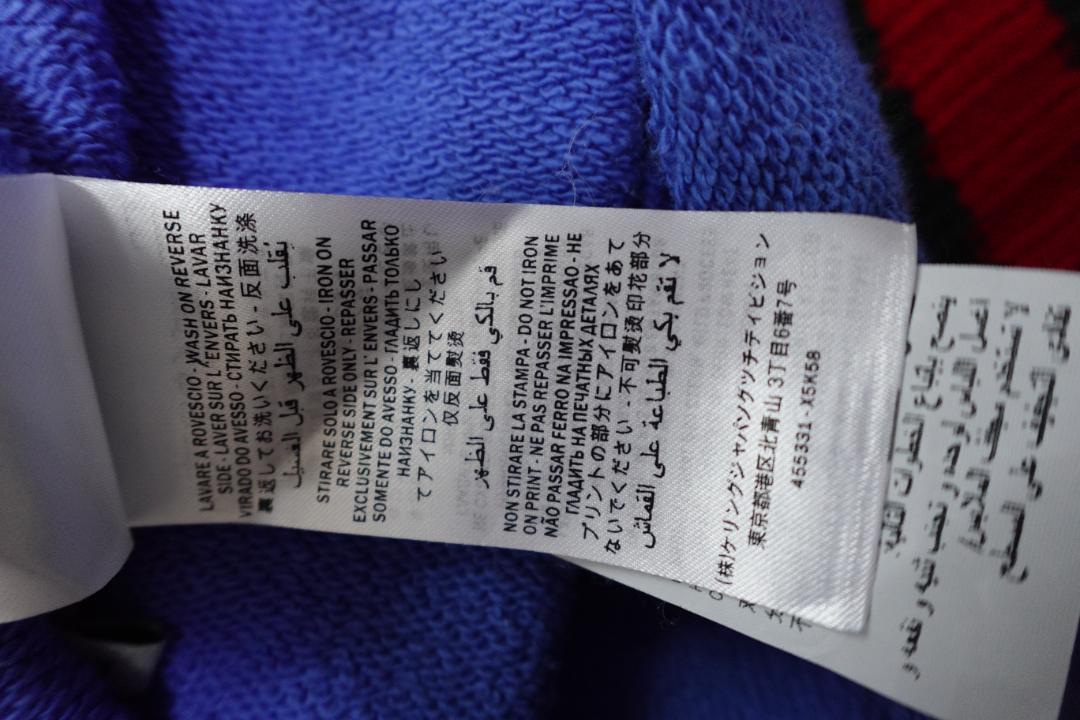 LAVARE A ROVESCIO - WASH ON REVERSE
SIDE - LAVER SUR L'ENVERS - LAVAR
VIRADO DO AVESSO - СТИРАТЬ НАИЗНАНКУ
裏返してお洗いください - 反面洗涤
يقلب على الظهر قبل الغسيل
STIRARE SOLO A ROVESCIO - IRON ON
REVERSE SIDE ONLY - REPASSER
EXCLUSIVEMENT SUR L'ENVERS - PASSAR
SOMENTE DO AVESSO - ГЛАДИТЬ ТОЛЬКО
НАИЗНАНКУ - 裏返しにし
てアイロンを当ててください
仅反面熨烫
قم بالكي فقط على الظهر
NON STIRARE LA STAMPA - DO NOT IRON
ON PRINT - NE PAS REPASSER L'IMPRIME
NÃO PASSAR FERRO NA IMPRESSAO - НЕ
ГЛАДИТЬ НА ПЕЧАТНЫХ ДЕТАЛЯХ
プリントの部分にアイロンをあて
ないでください - 不可熨烫印花部分
لا تقم بكي الطباعة على القماش
(株)ケリングジャパングッチディビジョン
東京都港区北青山 3丁目6番7号
455331 - X5K58